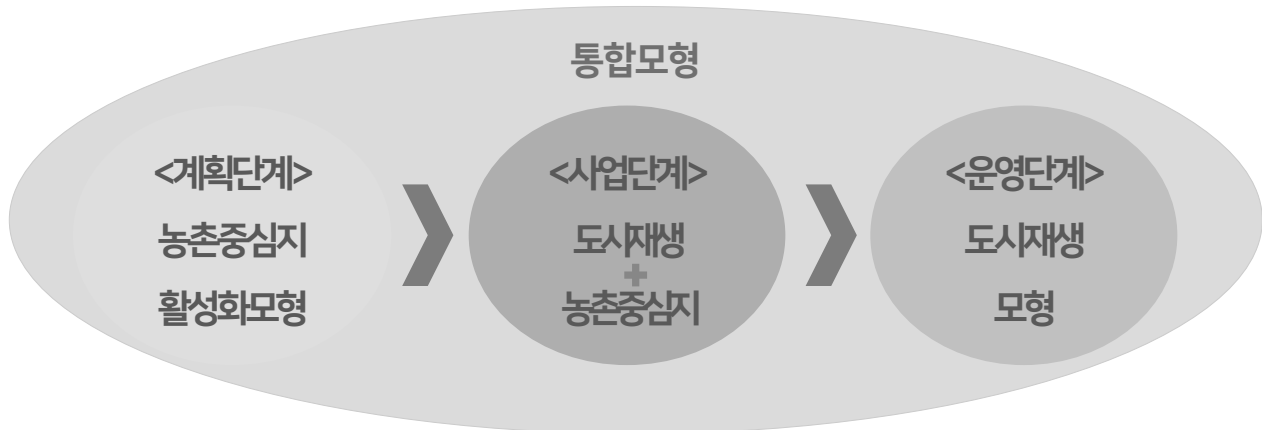 통합모형
<계획단계>
농촌중심지
활성화모형
<사업단계>
도시재생
+
농촌중심지
<운영단계>
도시재생
모형